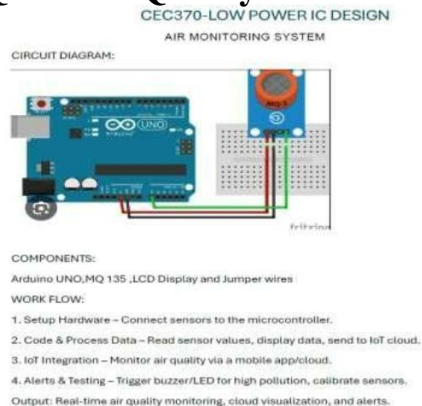 CEC370-LOW POWER IC DESIGN
AIR MONITORING SYSTEM
CIRCUIT DIAGRAM:
UNO
ARDUINO
MQ-3
fritzing
COMPONENTS:
Arduino UNO,MQ 135 ,LCD Display and Jumper wires
WORK FLOW:
1. Setup Hardware – Connect sensors to the microcontroller.
2. Code & Process Data – Read sensor values, display data, send to IoT cloud.
3. IoT Integration – Monitor air quality via a mobile app/cloud.
4. Alerts & Testing – Trigger buzzer/LED for high pollution, calibrate sensors.
Output: Real-time air quality monitoring, cloud visualization, and alerts.